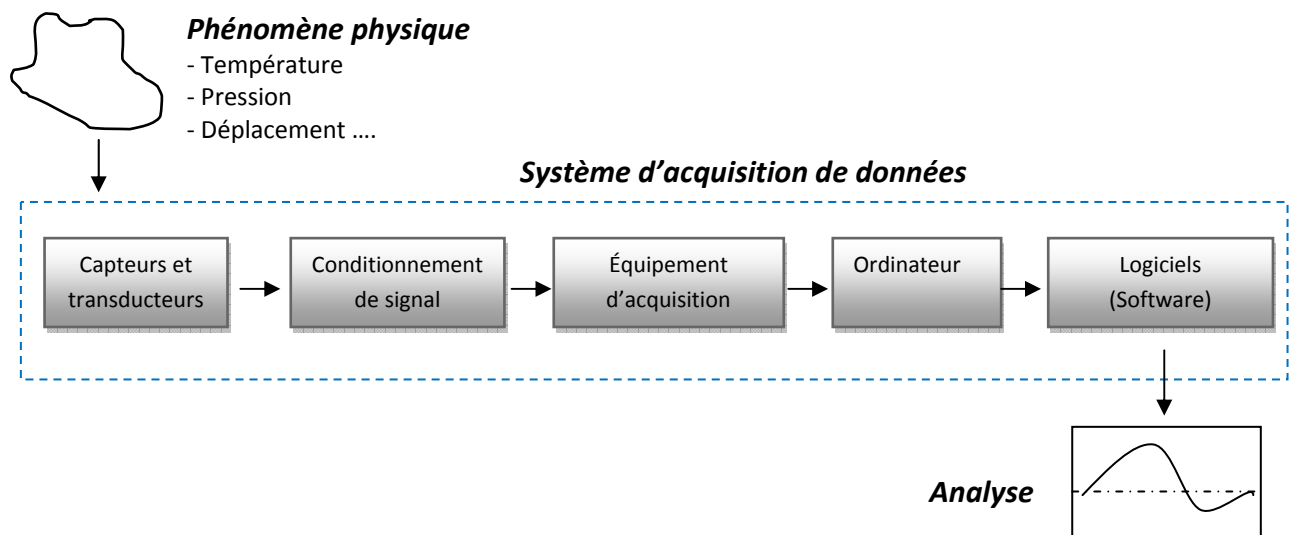 Phénomène physique
- Température
- Pression
- Déplacement ….
Système d’acquisition de données
Capteurs et
transducteurs
Conditionnement
de signal
Équipement
d’acquisition
Ordinateur
Logiciels
(Software)
Analyse